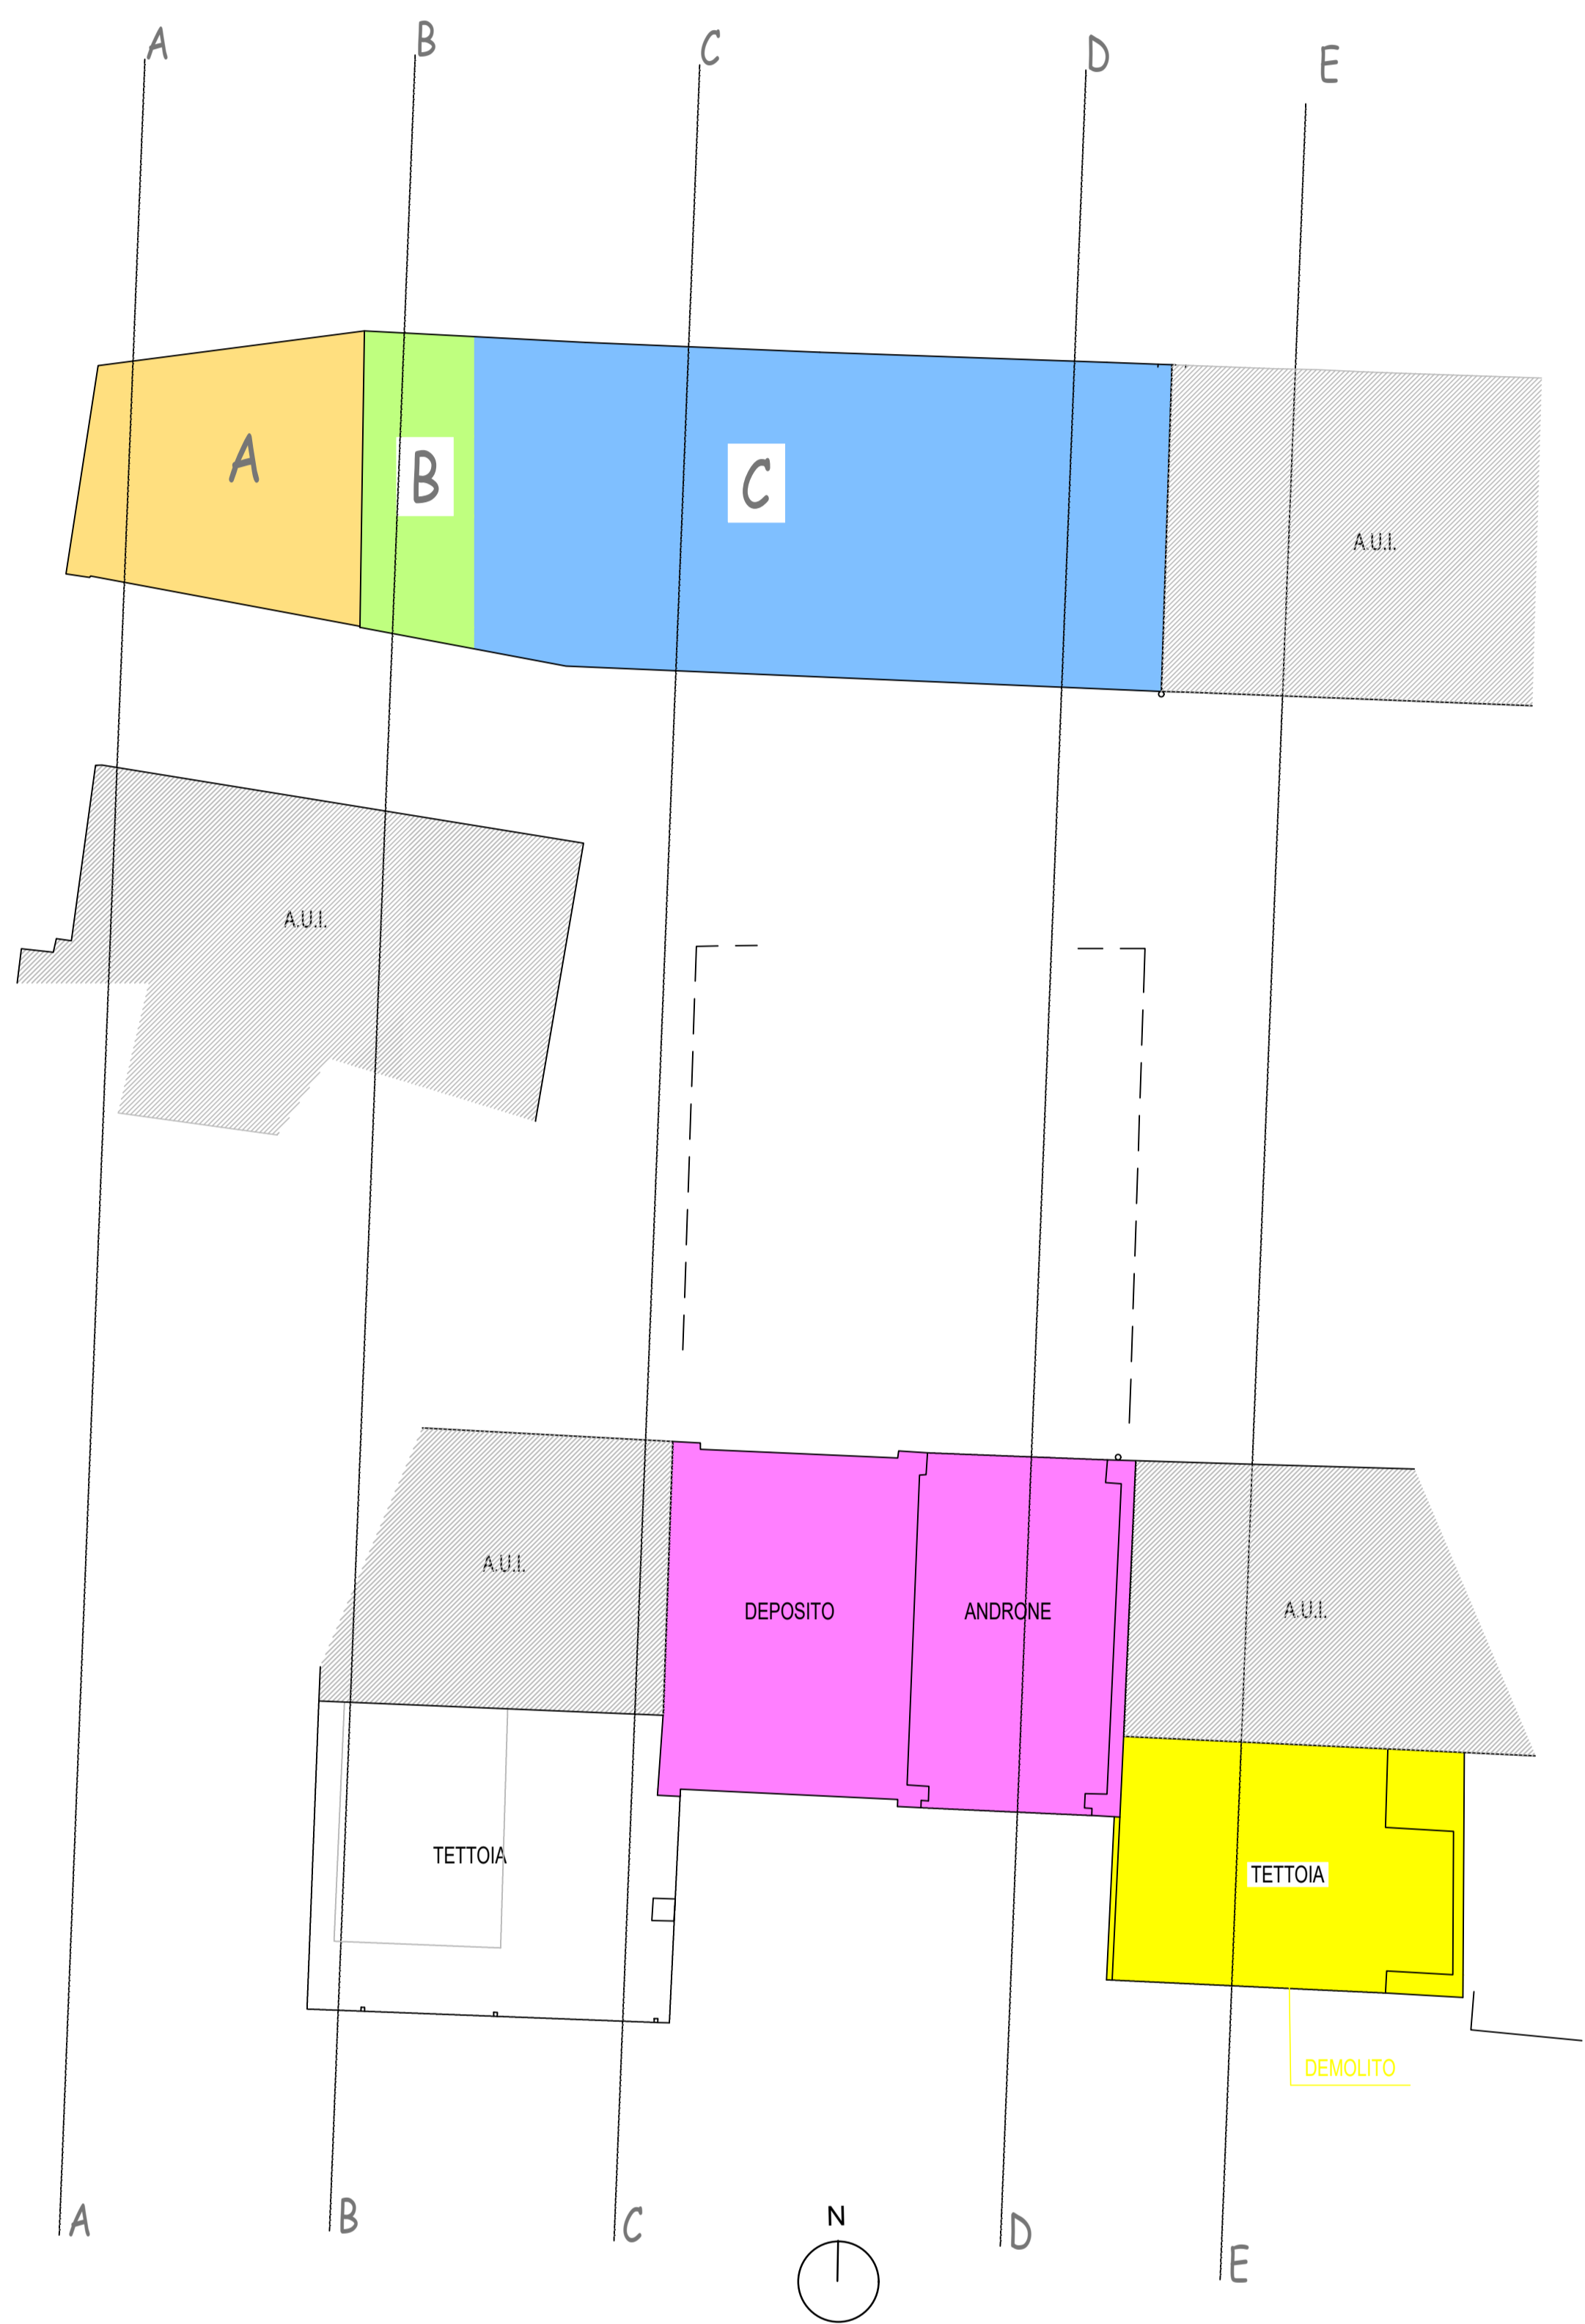 A
B
C
D
E
A
B
C
A.U.I.
A.U.I.
A.U.I.
DEPOSITO
ANDRONE
A.U.I.
TETTOIA
TETTOIA
DEMOLITO
A
B
C
N
D
E